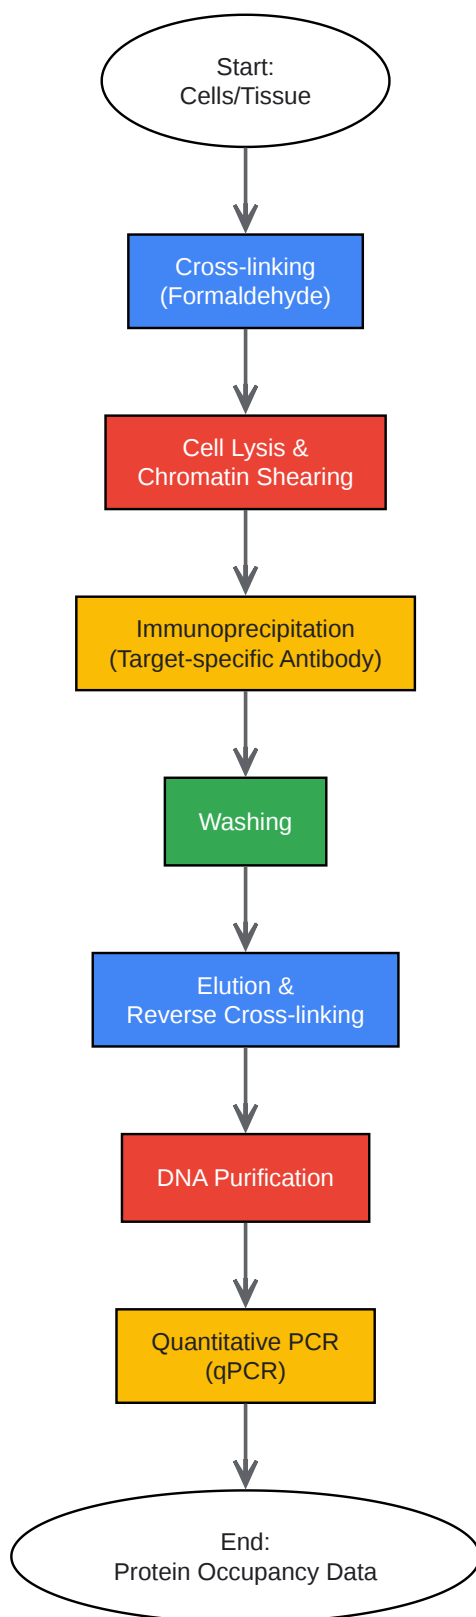 Start:
Cells/Tissue
Cross-linking
(Formaldehyde)
Cell Lysis &
Chromatin Shearing
Immunoprecipitation
(Target-specific Antibody)
Washing
Elution &
Reverse Cross-linking
DNA Purification
Quantitative PCR
(qPCR)
End:
Protein Occupancy Data